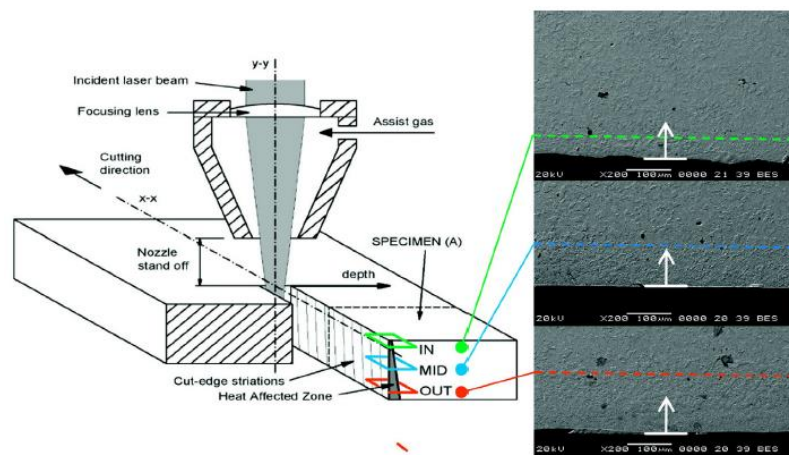 y-y
Incident laser beam
Focusing lens
Assist gas
Cutting
direction
x-x
Nozzle
stand off
SPECIMEN (A)
depth
IN
MID
OUT
Cut-edge striations
Heat Affected Zone
20kV X200 100µm 0000 21 39 BES
20kV X200 100µm 0000 21 39 BES
20kV X200 100µm 0000 20 39 BES